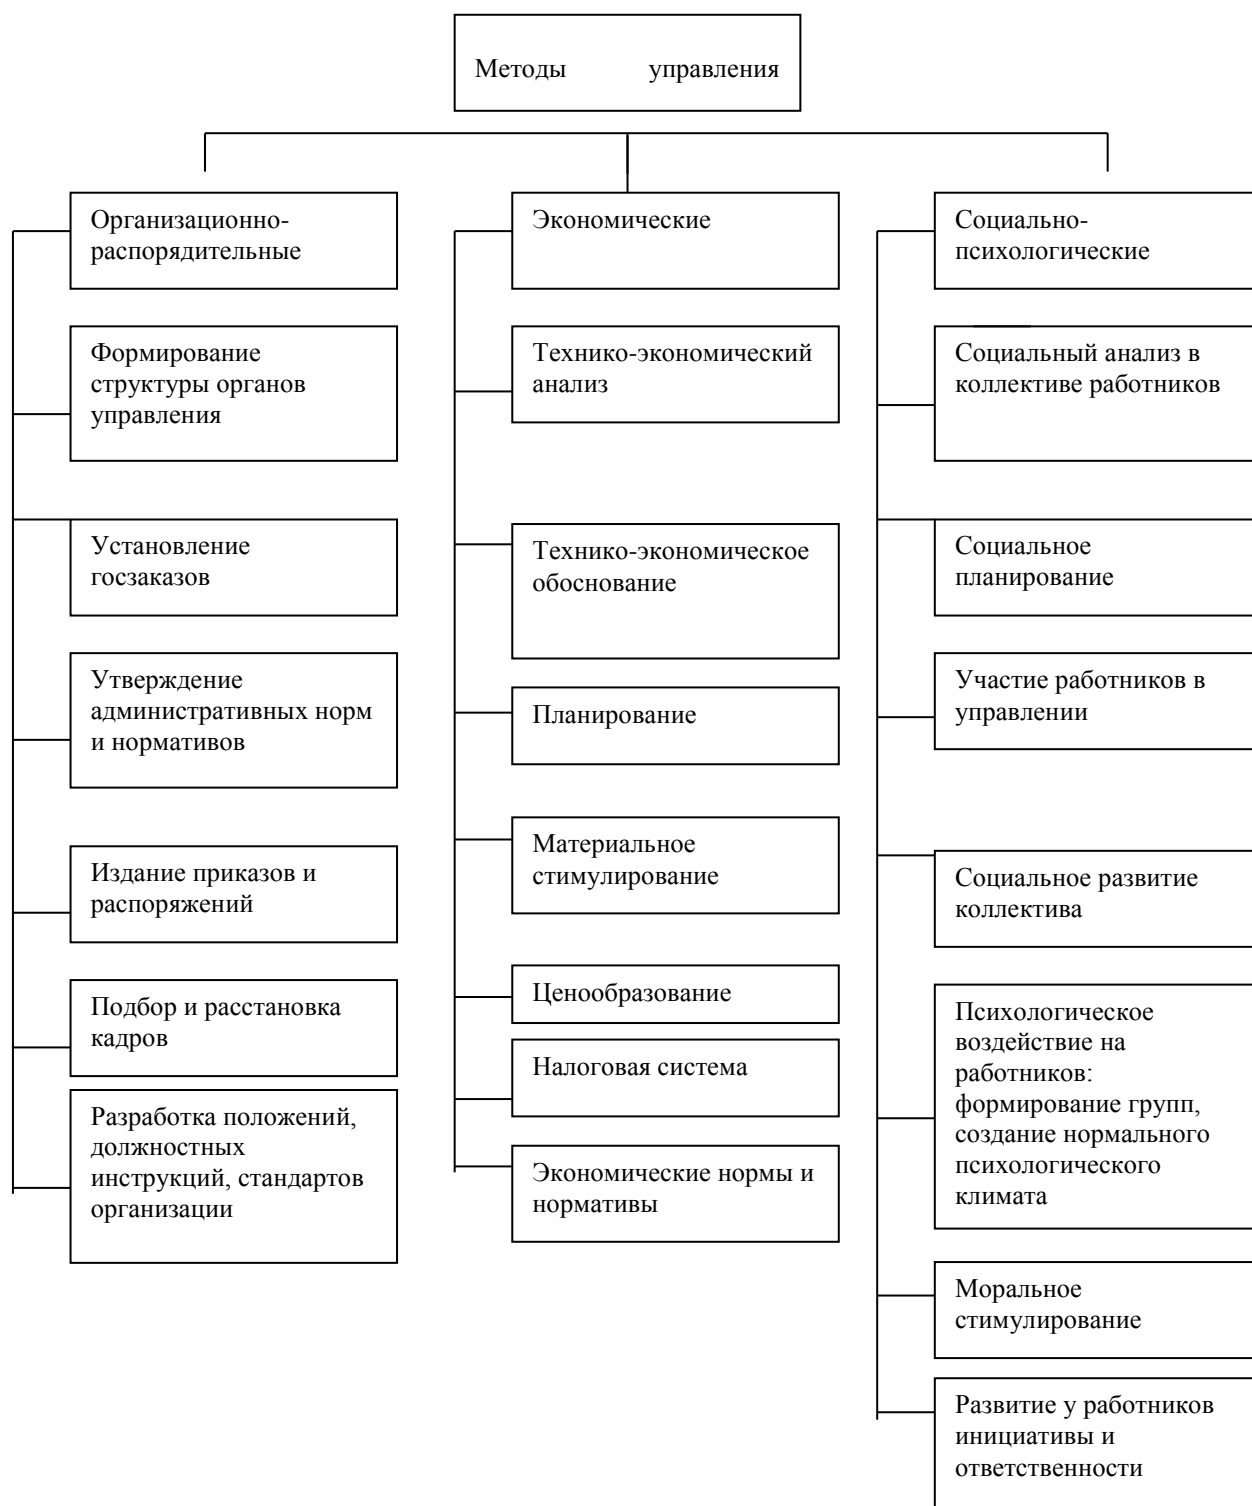 Методы управления
Организационно-
распорядительные
Формирование
структуры органов
управления
Установление
госзаказов
Утверждение
административных норм
и нормативов
Издание приказов и
распоряжений
Подбор и расстановка
кадров
Разработка положений,
должностных
инструкций, стандартов
организации
Экономические
Технико-экономический
анализ
Технико-экономическое
обоснование
Планирование
Материальное
стимулирование
Ценообразование
Налоговая система
Экономические нормы и
нормативы
Социально-
психологические
Социальный анализ в
коллективе работников
Социальное
планирование
Участие работников в
управлении
Социальное развитие
коллектива
Психологическое
воздействие на
работников:
формирование групп,
создание нормального
психологического
климата
Моральное
стимулирование
Развитие у работников
инициативы и
ответственности